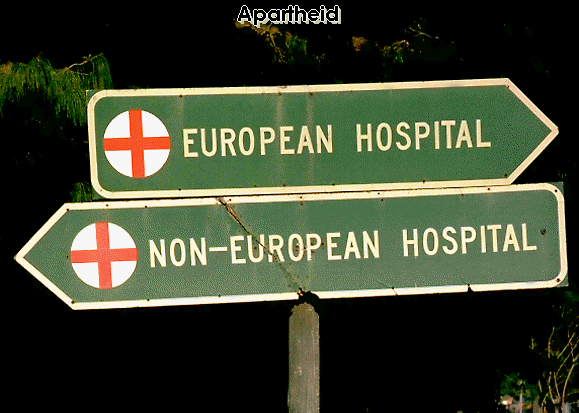 Apartheid
EUROPEAN HOSPITAL
NON-EUROPEAN HOSPITAL